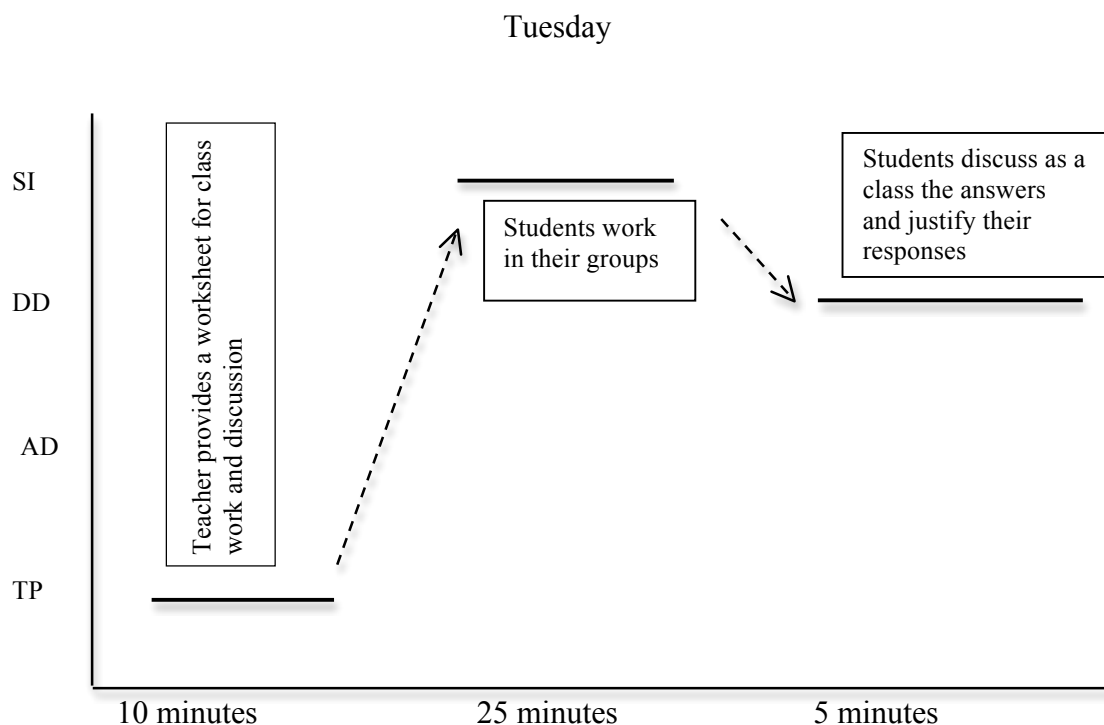 Tuesday
SI
DD
AD
TP
Teacher provides a worksheet for class
work and discussion
Students work
in their groups
Students discuss as a
class the answers
and justify their
responses
10 minutes
25 minutes
5 minutes